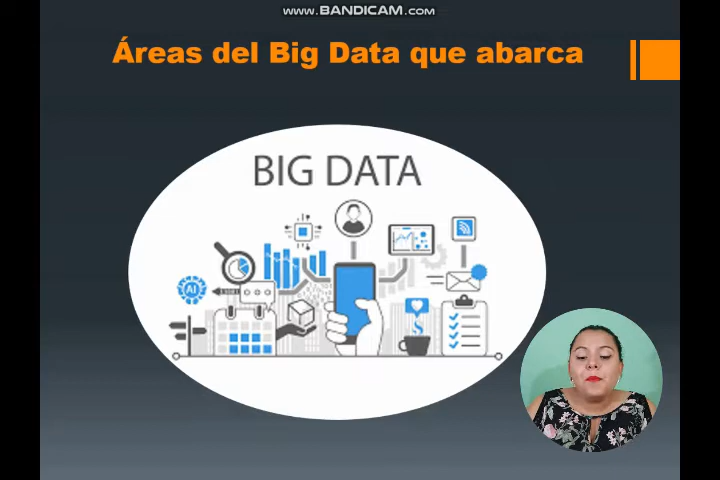 www.BANDICAM.com
Áreas del Big Data que abarca
BIG DATA
AI